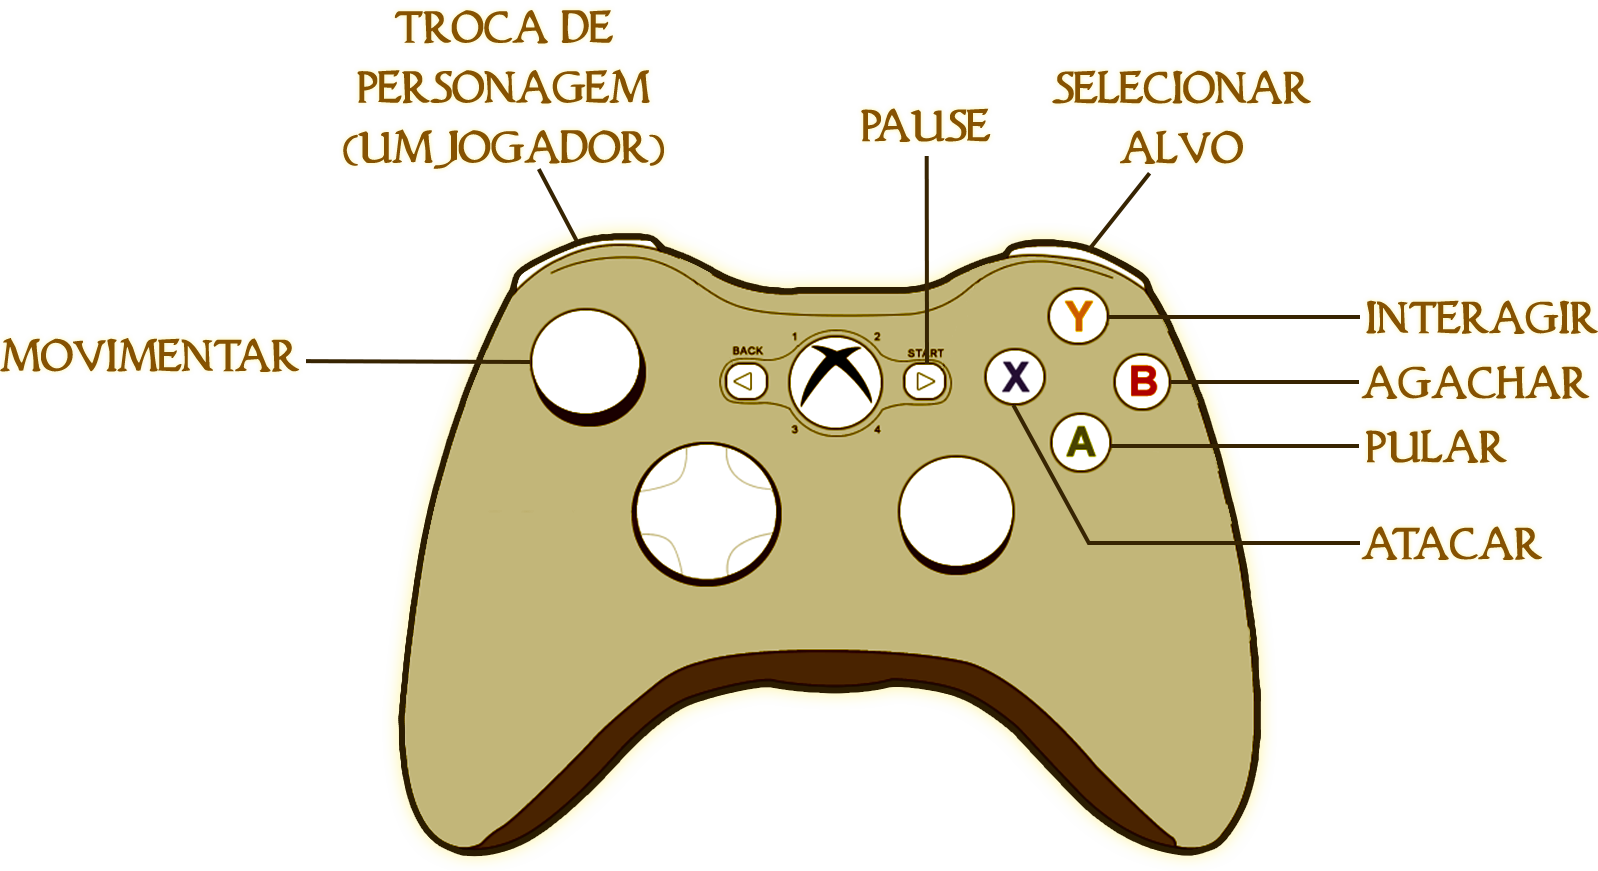 TROCA DE
PERSONAGEM
(UM JOGADOR)
PAUSE
SELECIONAR
ALVO
MOVIMENTAR
BACK
1
2
START
3
4
Y
X
B
A
INTERAGIR
AGACHAR
PULAR
ATACAR